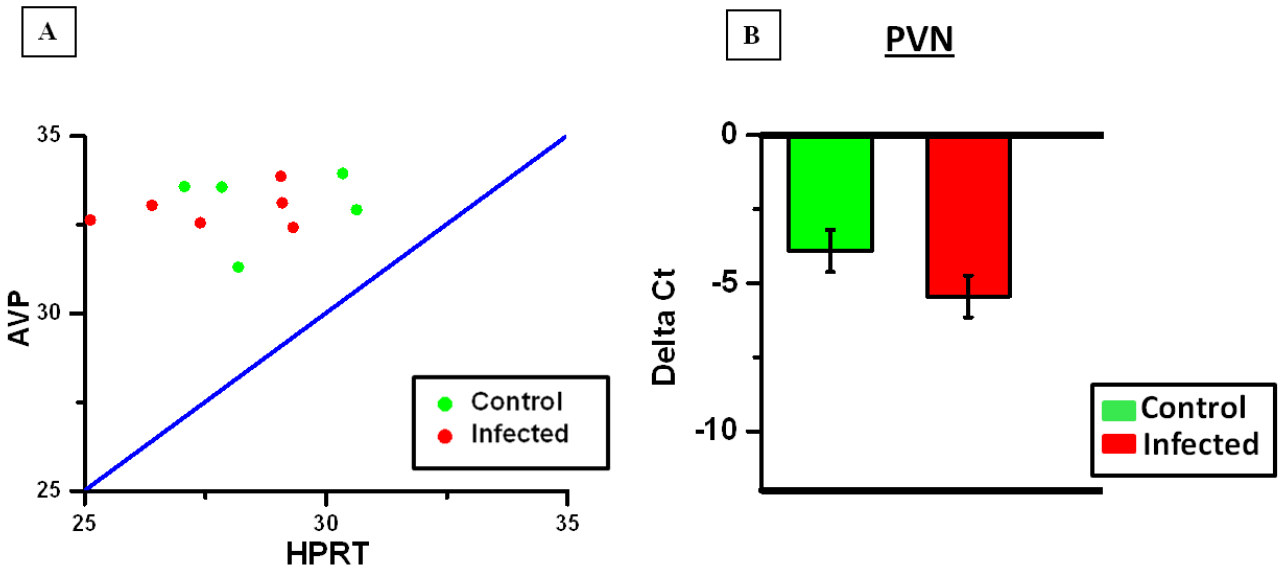 A
35
30
25
AVP
25 30 35
HPRT
Control
Infected
B
PVN
0
-5
-10
Delta Ct
Control
Infected